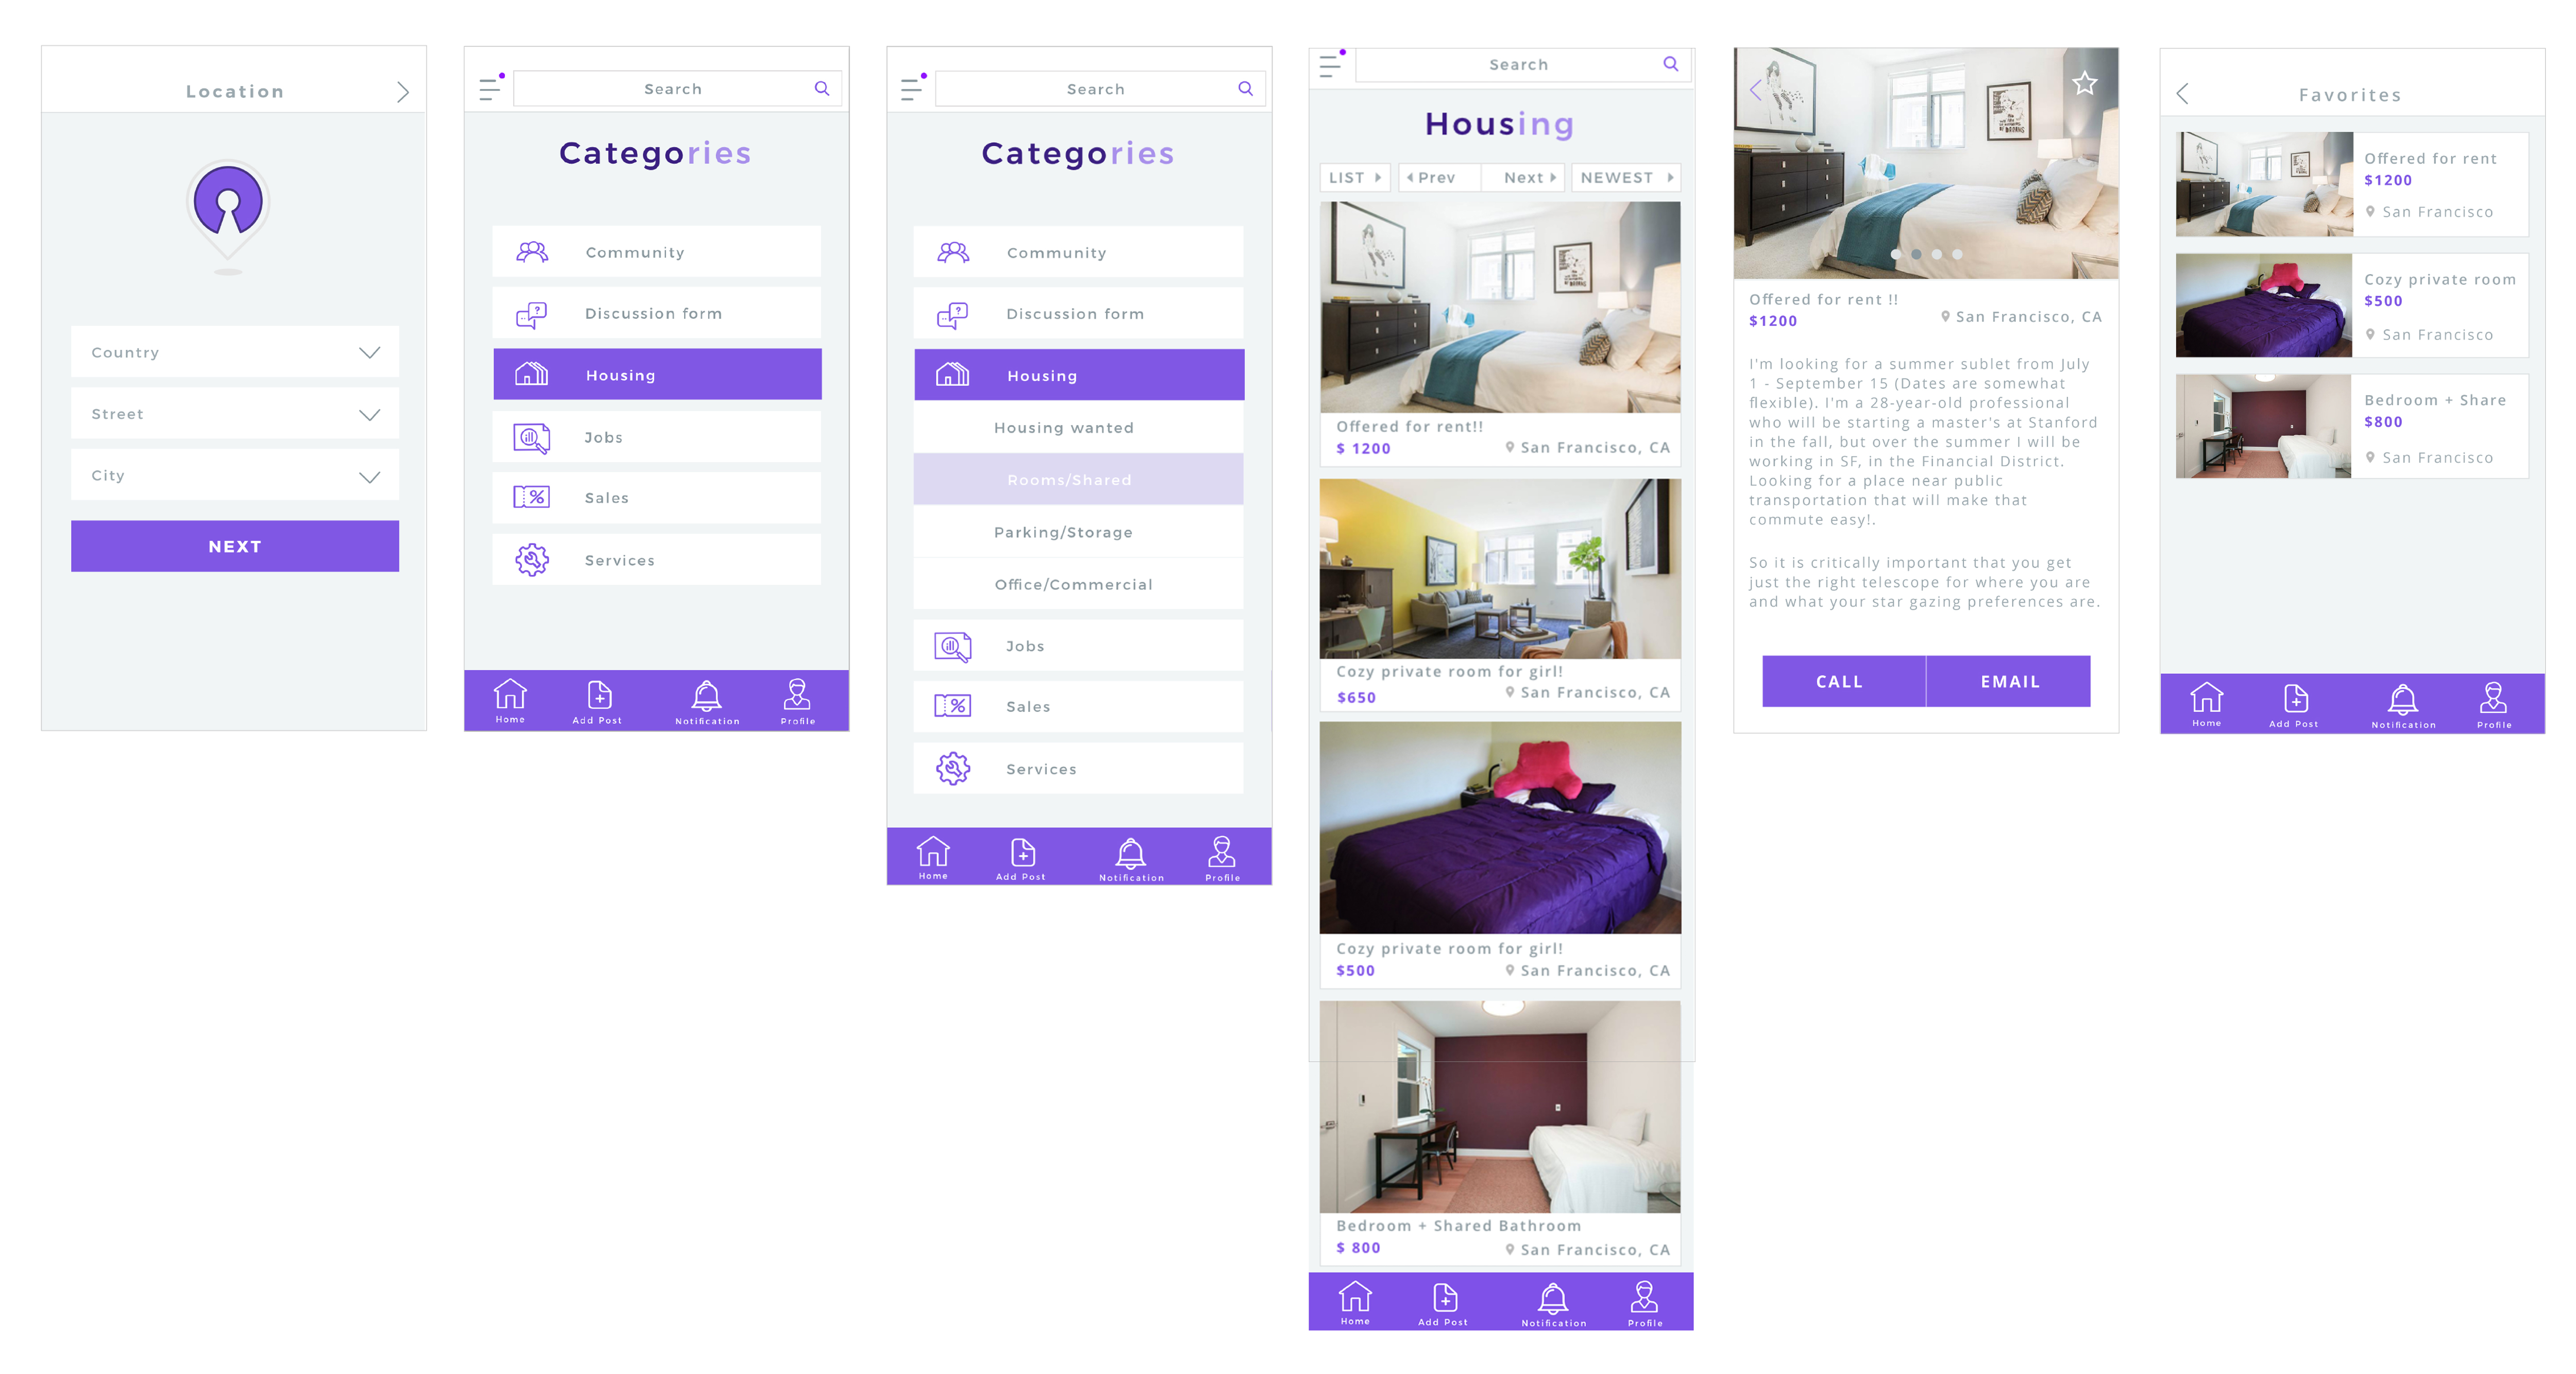 Location
Country
Street
City
NEXT
Search
Categories
Community
Discussion form
Housing
Jobs
Sales
Services
Home
Add Post
Notification
Profile
Search
Categories
Community
Discussion form
Housing
Housing wanted
Rooms/Shared
Parking/Storage
Office/Commercial
Jobs
Sales
Services
Home
Add Post
Notification
Profile
Search
Housing
LIST Prev Next NEWEST
Offered for rent!!
$ 1200 San Francisco, CA
Cozy private room for girl!
$650 San Francisco, CA
Cozy private room for girl!
$500 San Francisco, CA
Bedroom + Shared Bathroom
$ 800 San Francisco, CA
Home
Add Post
Notification
Profile
Offered for rent !!
$1200 San Francisco, CA
I'm looking for a summer sublet from July
1 - September 15 (Dates are somewhat
flexible). I'm a 28-year-old professional
who will be starting a master's at Stanford
in the fall, but over the summer I will be
working in SF, in the Financial District.
Looking for a place near public
transportation that will make that
commute easy!.
So it is critically important that you get
just the right telescope for where you are
and what your star gazing preferences are.
CALL EMAIL
Favorites
Offered for rent
$1200
San Francisco
Cozy private room
$500
San Francisco
Bedroom + Share
$800
San Francisco
Home
Add Post
Notification
Profile